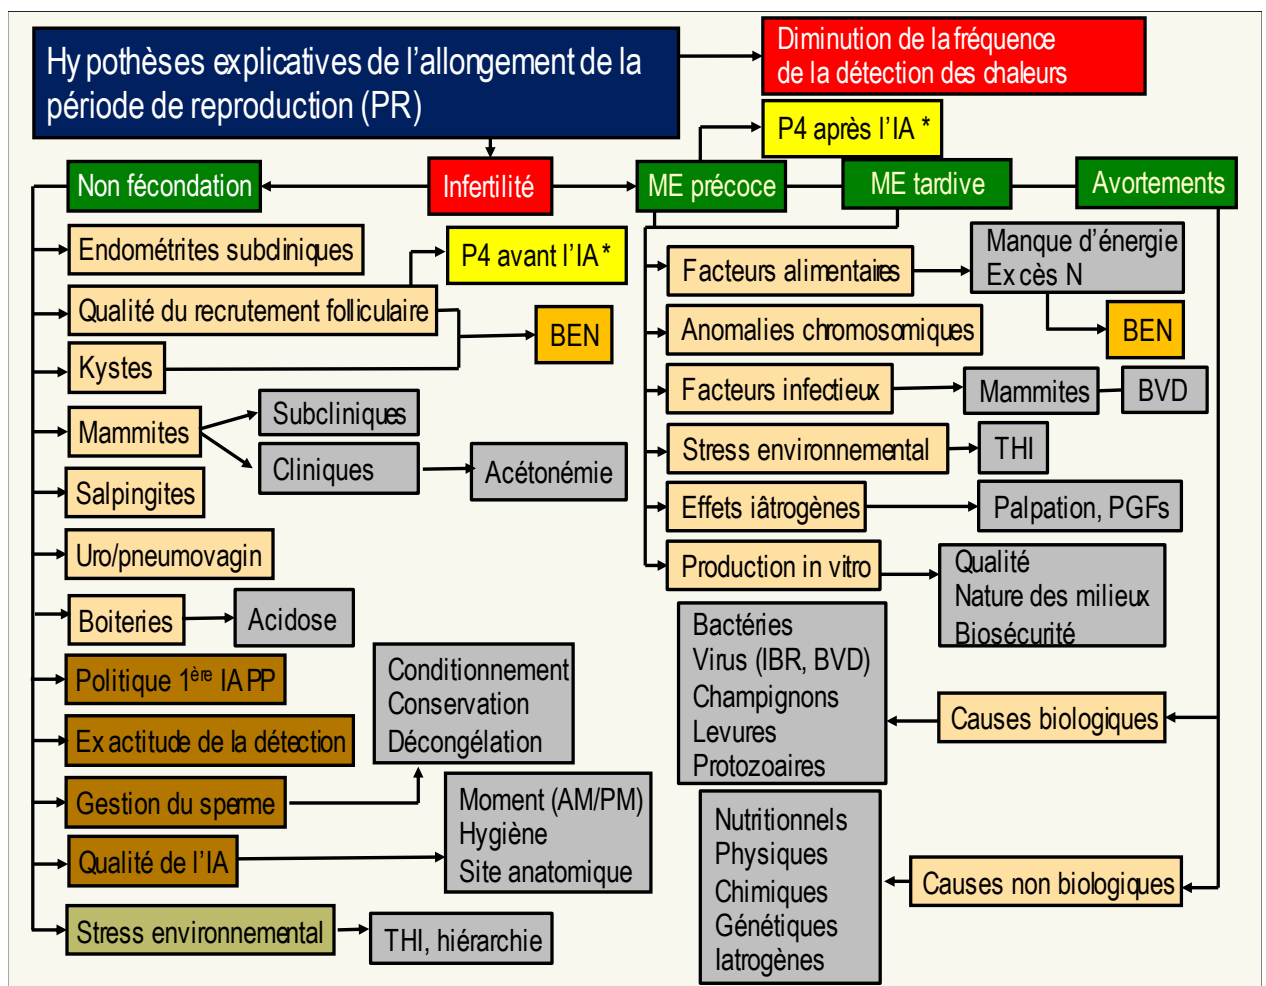 Hypothèses explicatives de l'allongement de la
période de reproduction (PR)
Diminution de la fréquence
de la détection des chaleurs
P4 après l'IA *
Non fécondation
Infertilité
ME précoce
ME tardive
Avortements
Endométrites subcliniques
P4 avant l'IA *
Qualité du recrutement folliculaire
BEN
Kystes
Mammites
Subcliniques
Cliniques
Acétonémie
Salpingites
Uro/pneumovagin
Boiteries
Acidose
Politique 1ère IAPP
Exactitude de la détection
Gestion du sperme
Conditionnement
Conservation
Décongélation
Qualité de l'IA
Moment (AM/PM)
Hygiène
Site anatomique
Stress environnemental
THI, hiérarchie
Facteurs alimentaires
Manque d'énergie
Excès N
BEN
Anomalies chromosomiques
Facteurs infectieux
Mammites
BVD
Stress environnemental
THI
Effets iâtrogènes
Palpation, PGFs
Production in vitro
Qualité
Nature des milieux
Biosécurité
Causes biologiques
Bactéries
Virus (IBR, BVD)
Champignons
Levures
Protozoaires
Causes non biologiques
Nutritionnels
Physiques
Chimiques
Génétiques
Iatrogènes